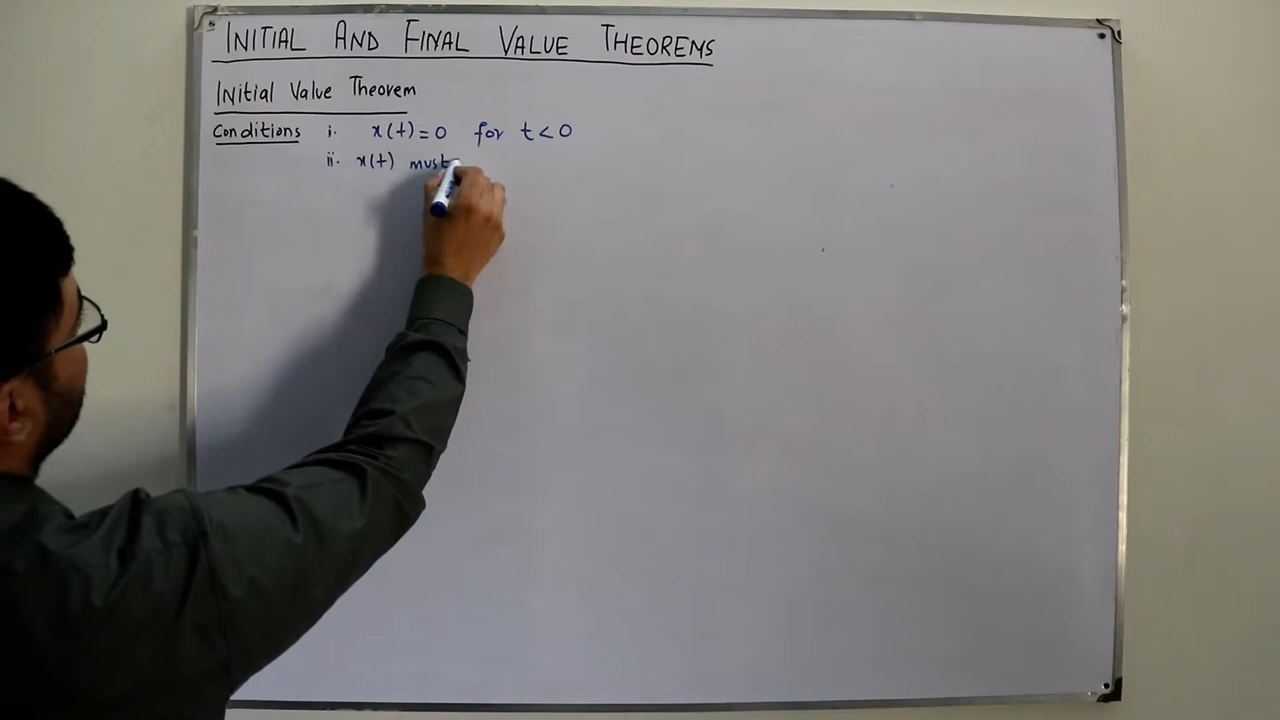 INITIAL AND FINAL VALUE THEOREMS
Initial Value Theorem
Conditions i. x(t) = 0 for t < 0
ii. x(t) must